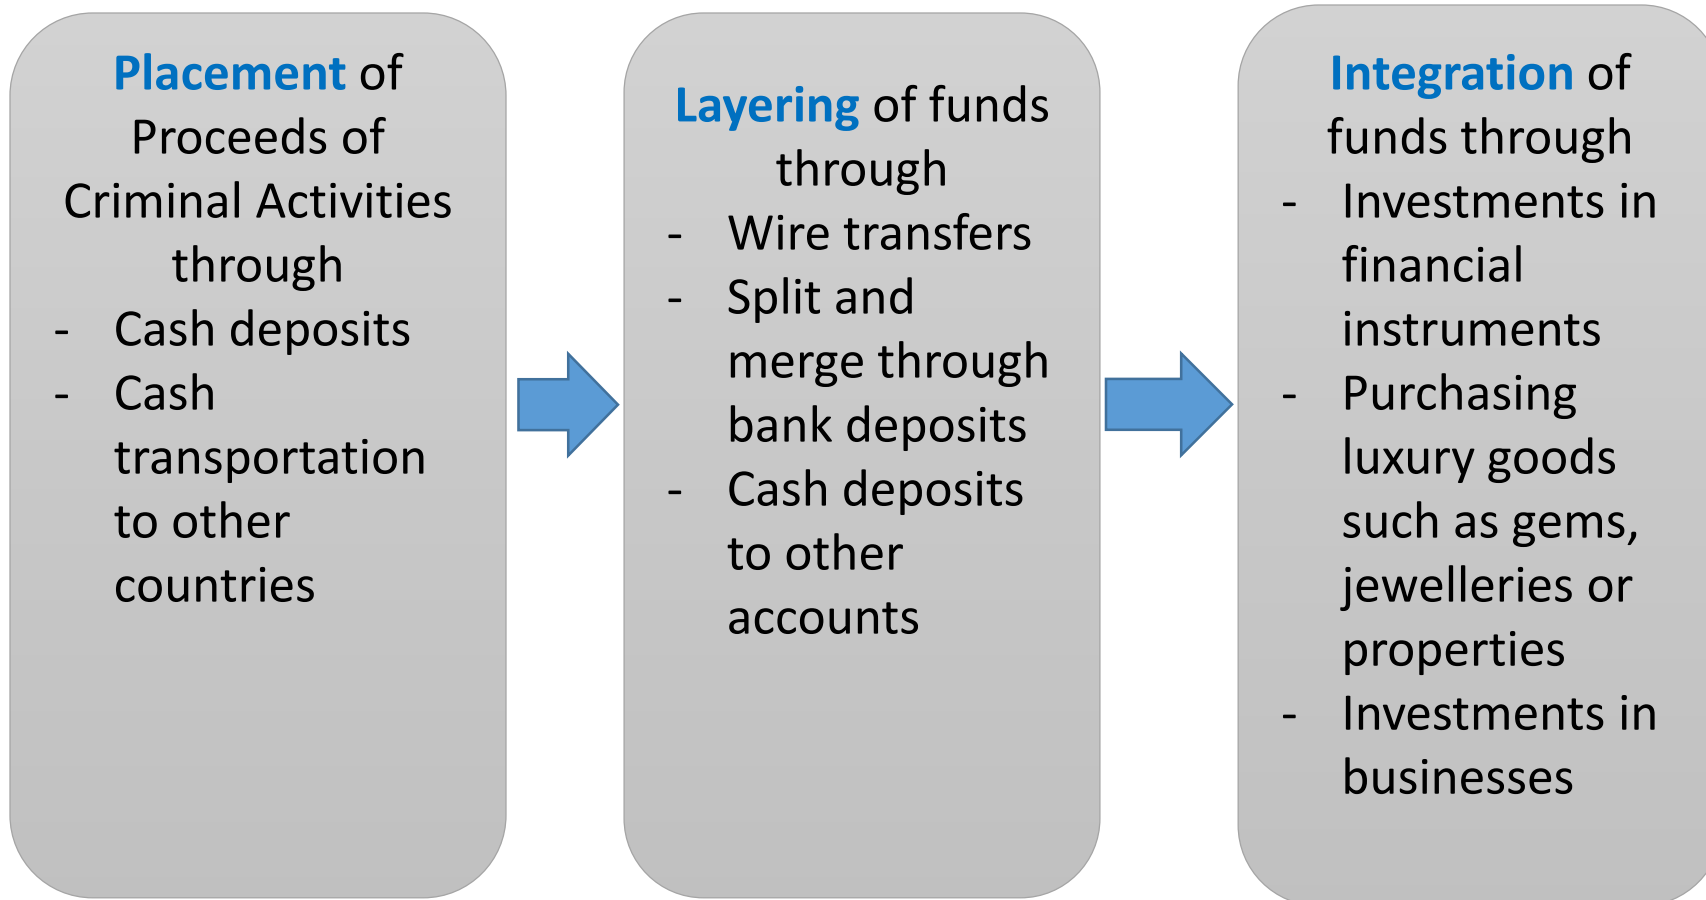 Placement of
Proceeds of
Criminal Activities
through
- Cash deposits
- Cash
transportation
to other
countries
Layering of funds
through
- Wire transfers
- Split and
merge through
bank deposits
- Cash deposits
to other
accounts
Integration of
funds through
- Investments in
financial
instruments
- Purchasing
luxury goods
such as gems,
jewelleries or
properties
- Investments in
businesses